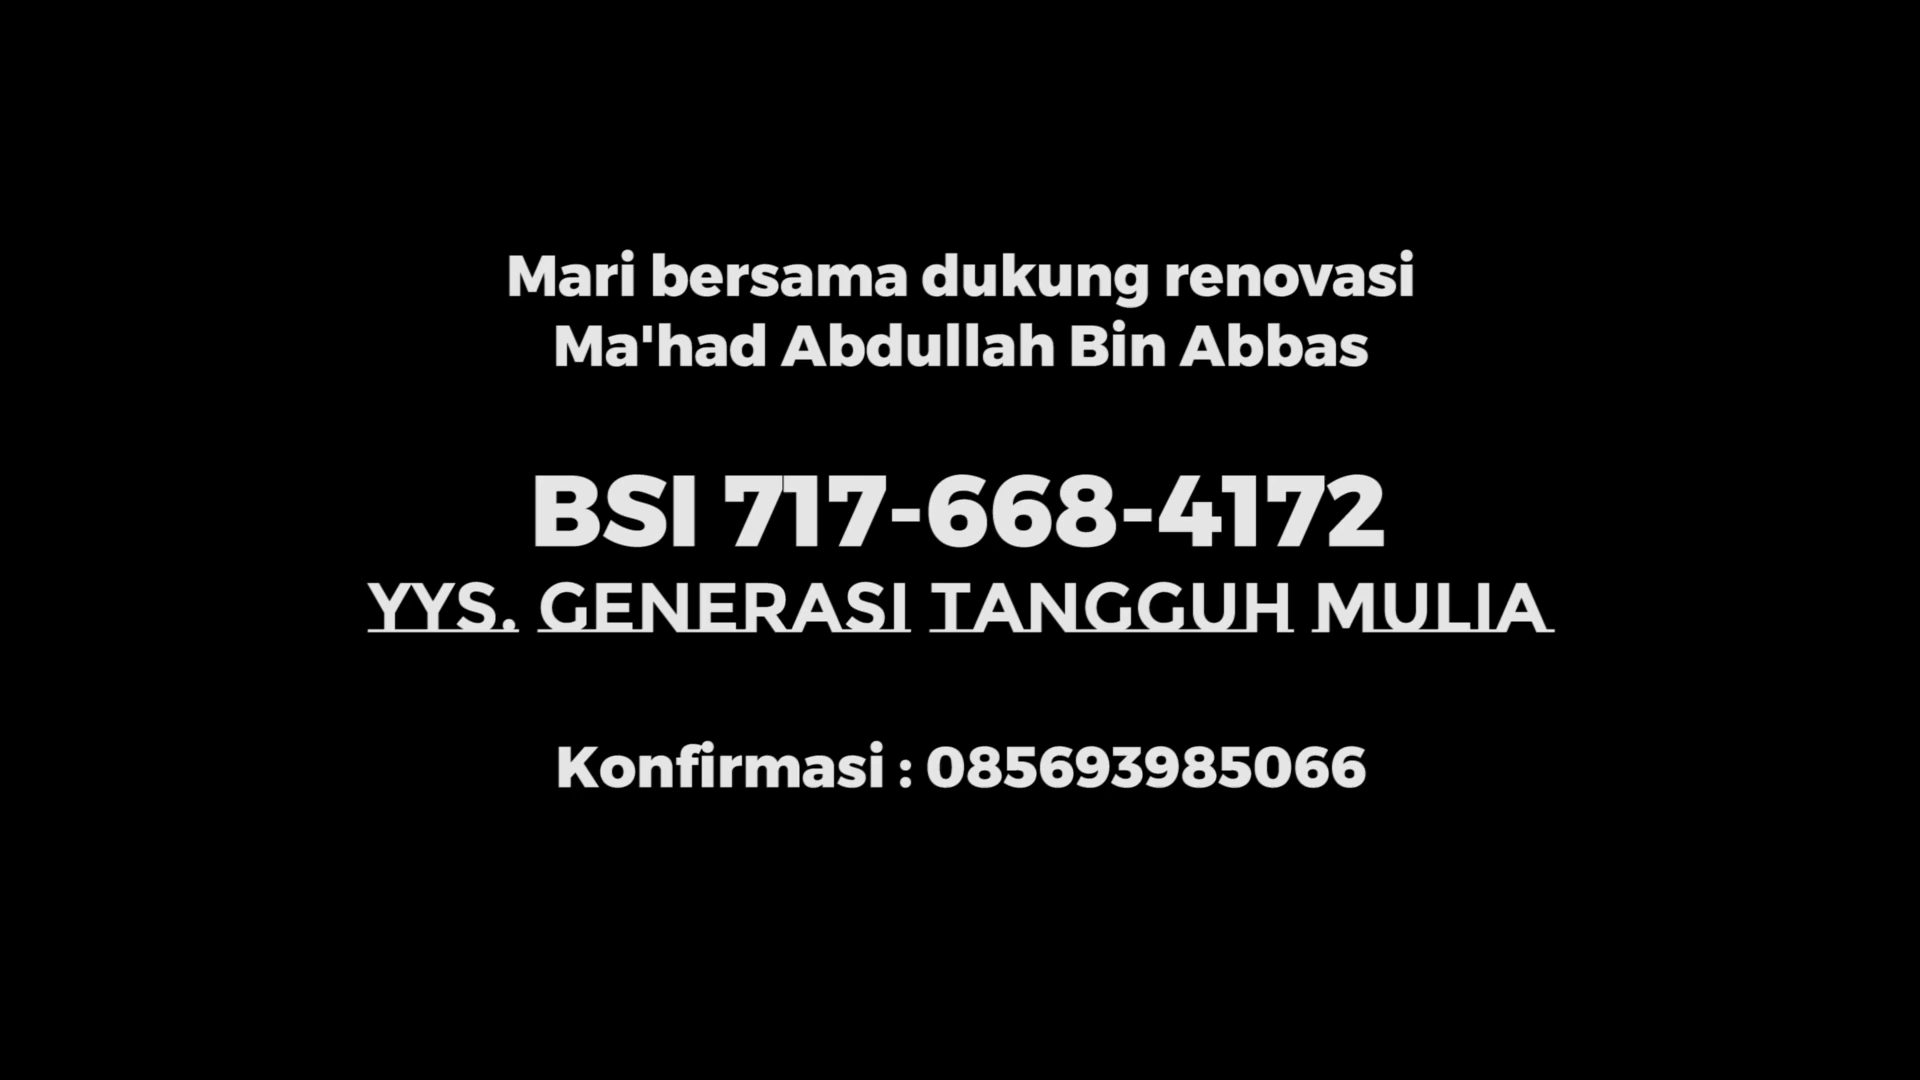 Mari bersama dukung renovasi
Ma'had Abdullah Bin Abbas
BSI 717-668-4172
YYS. GENERASI TANGGUH MULIA
Konfirmasi : 085693985066